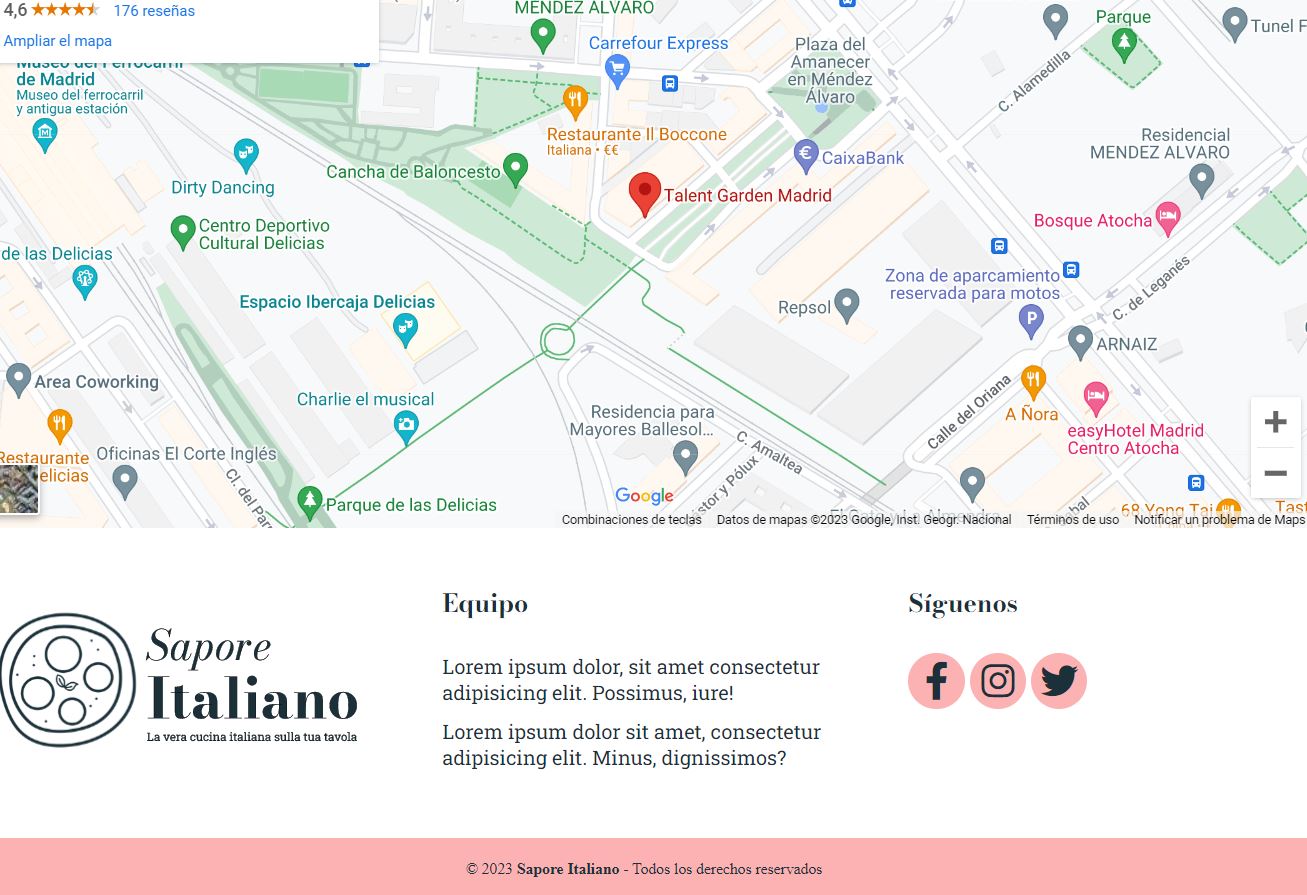 4,6
176 reseñas
Ampliar el mapa
MENDEZ ALVARO
Carrefour Express
Plaza del
Amanecer
en Méndez
Álvaro
Parque
Tunel
C. Alamedilla
Museo del Ferrocarril
de Madrid
Museo del ferrocarril
y antigua estación
Restaurante Il Boccone
Italiana • €€
Residencial
MENDEZ ALVARO
Dirty Dancing
Cancha de Baloncesto
CaixaBank
Talent Garden Madrid
Centro Deportivo
Cultural Delicias
Bosque Atocha
de las Delicias
Zona de aparcamiento
reservada para motos
C. de Leganés
Espacio Ibercaja Delicias
Repsol
P
ARNAIZ
Area Coworking
Charlie el musical
Residencia para
Mayores Ballesol...
Calle del Oriana
A Ñora
easyHotel Madrid
Centro Atocha
Restaurante
elicias
Oficinas El Corte Inglés
C. Amaltea
Cl. del
Parque de las Delicias
Google
Combinaciones de teclas
Datos de mapas ©2023 Google, Inst. Geogr. Nacional
Términos de uso
Notificar un problema de Maps
Sapore
Italiano
La vera cucina italiana sulla tua tavola
Equipo
Lorem ipsum dolor, sit amet consectetur
adipisicing elit. Possimus, iure!
Lorem ipsum dolor sit amet, consectetur
adipisicing elit. Minus, dignissimos?
Síguenos
© 2023 Sapore Italiano - Todos los derechos reservados